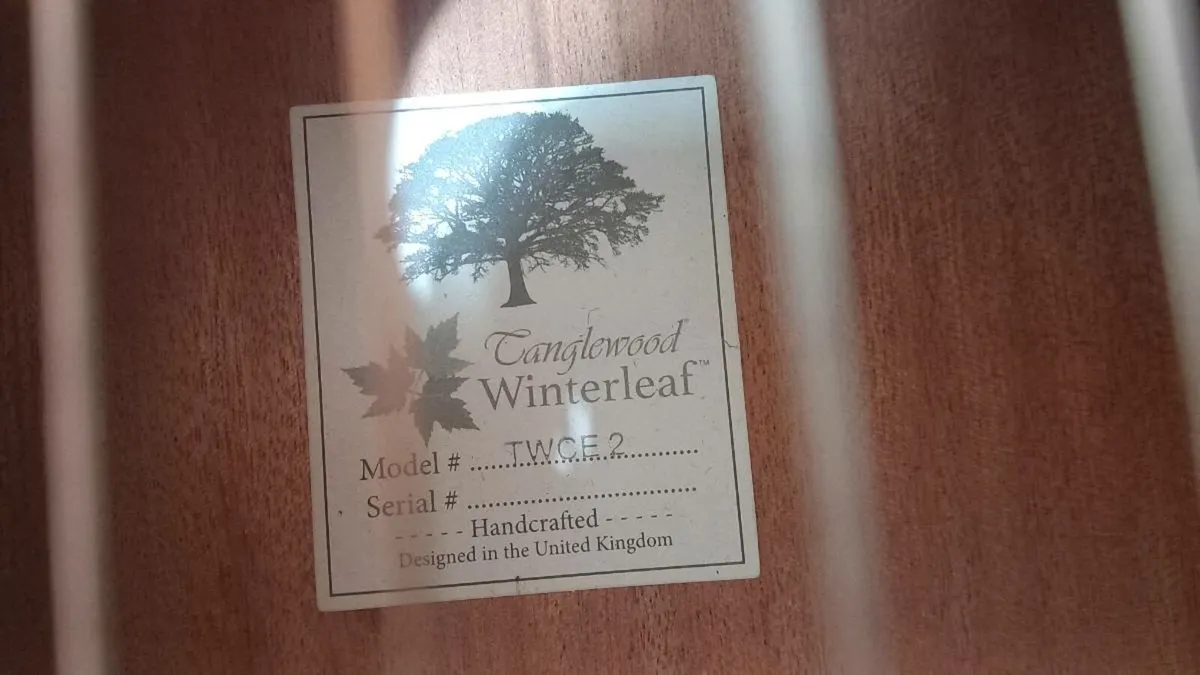 Tanglewood
Winterleaf™
Model # ....TWCE 2..........
Serial # ................................
- - - - - Handcrafted - - - - -
Designed in the United Kingdom